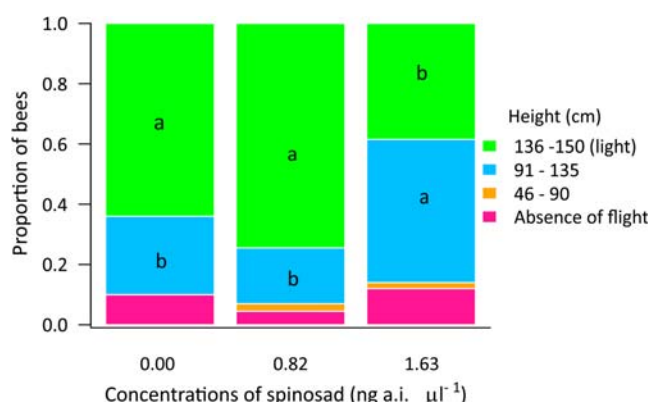 1.0
0.8
0.6
0.4
0.2
0.0
Proportion of bees
a
b
a
b
b
a
Height (cm)
136 -150 (light)
91 - 135
46 - 90
Absence of flight
0.00 0.82 1.63
Concentrations of spinosad (ng a.i. µl⁻¹)